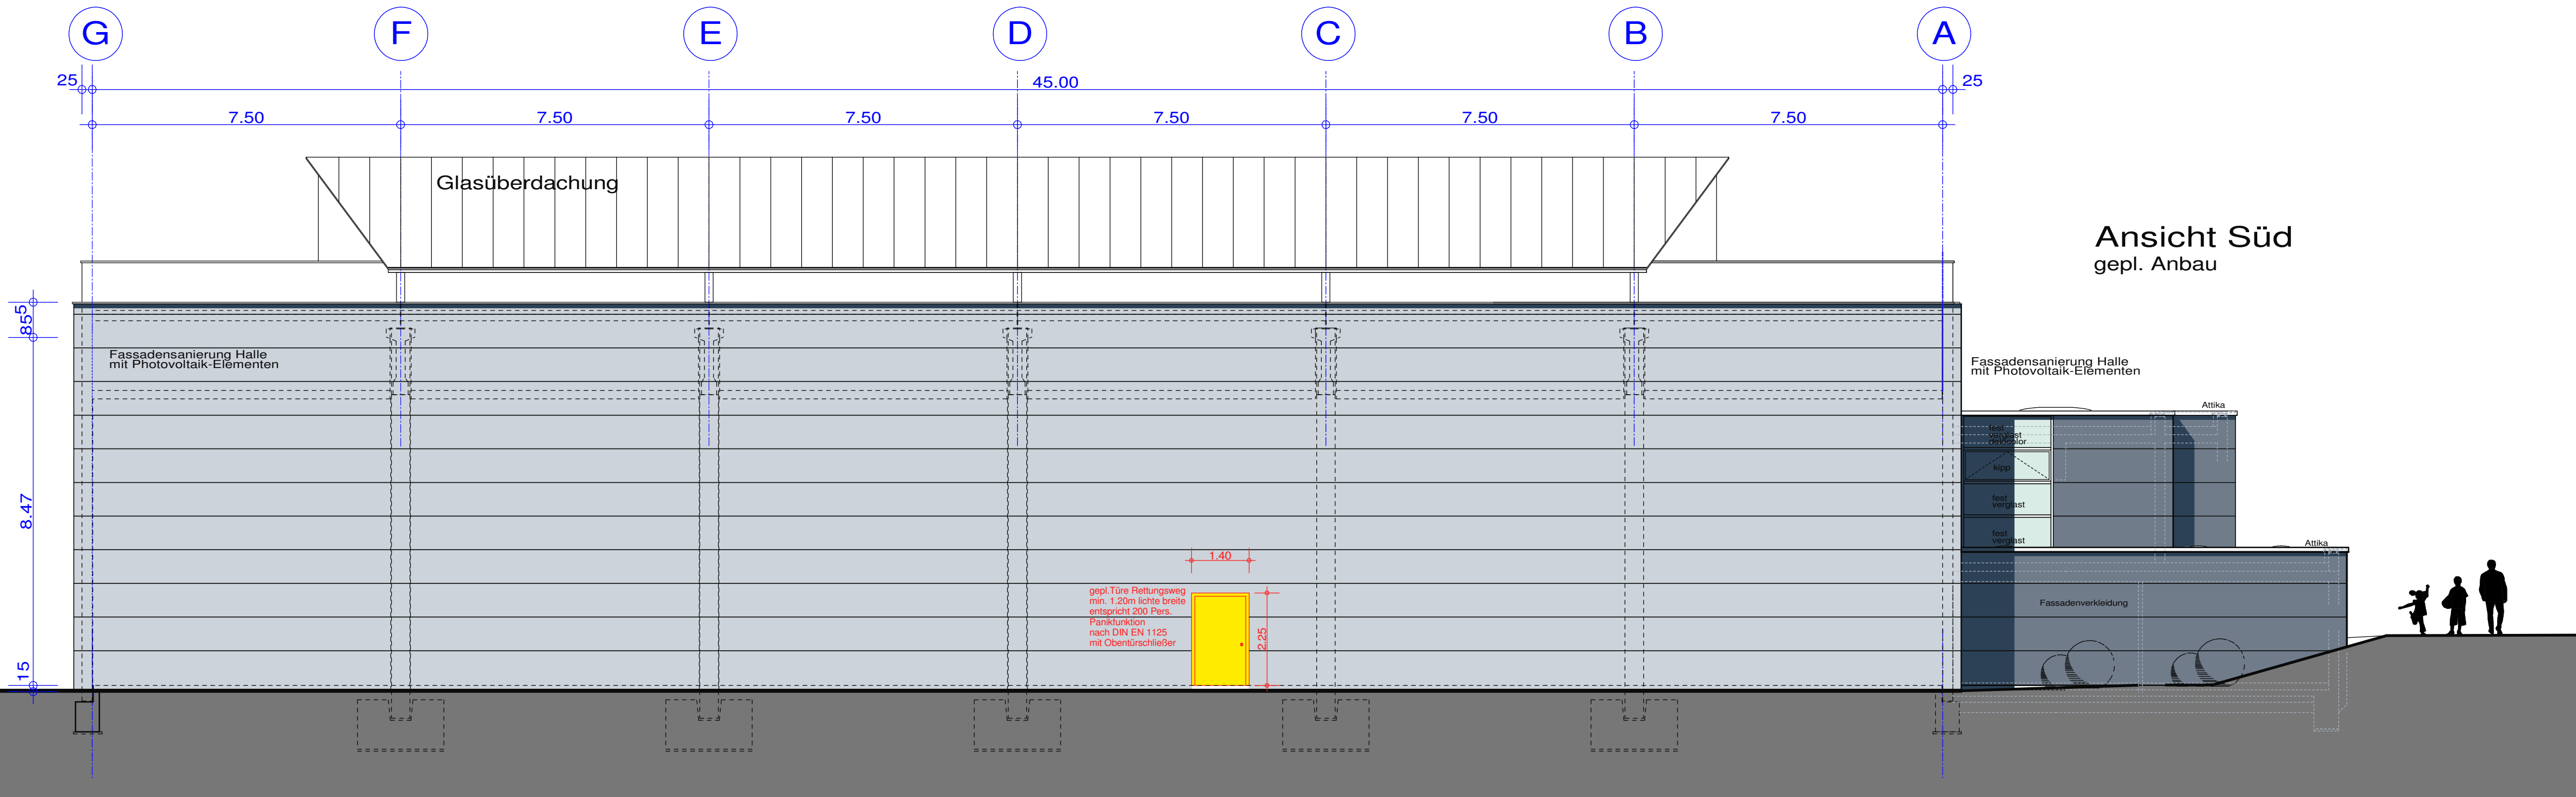 G F E D C B A
25 45.00 25
7.50 7.50 7.50 7.50 7.50 7.50
Glasüberdachung
Ansicht Süd
gepl. Anbau
85⁵
8.47
15
Fassadensanierung Halle
mit Photovoltaik-Elementen
Fassadensanierung Halle
mit Photovoltaik-Elementen
Attika
fest
verglast
kipp
fest
verglast
fest
verglast
Attika
Fassadenverkleidung
1.40
2.25
gepl.Türe Rettungsweg
min. 1.20m lichte breite
entspricht 200 Pers.
Panikfunktion
nach DIN EN 1125
mit Obentürschließer